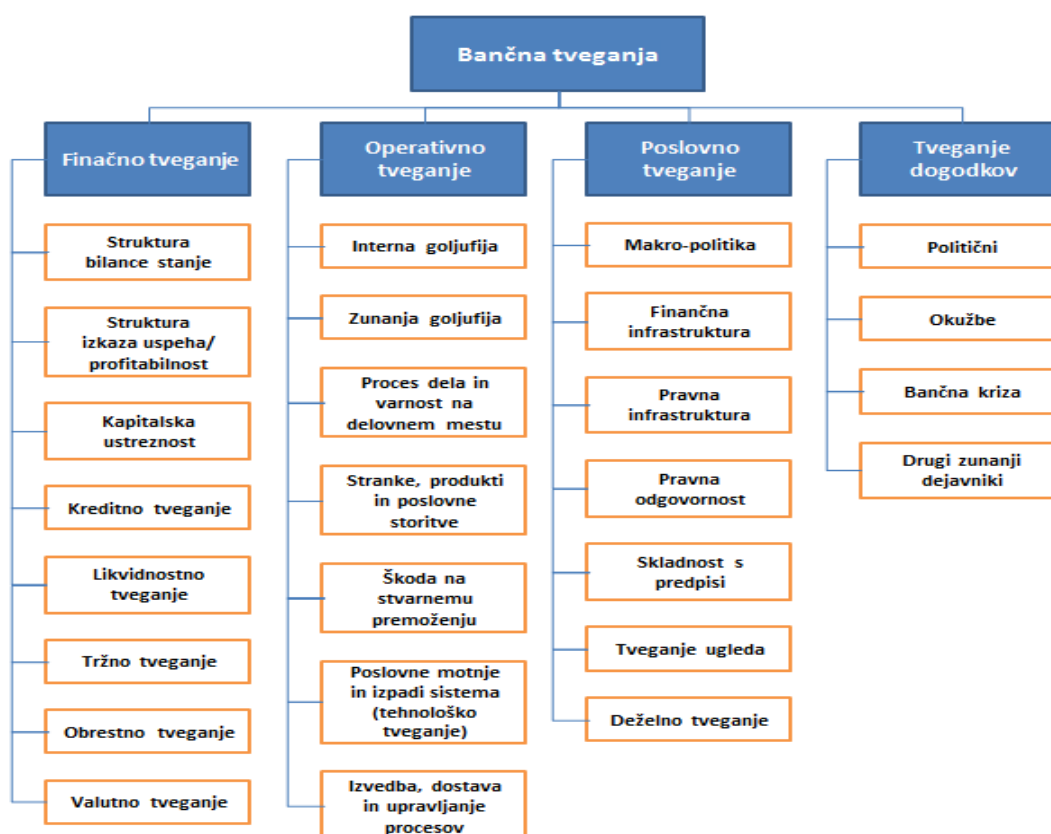 Bančna tveganja
Finačno tveganje
Struktura
bilance stanje
Struktura
izkaza uspeha/
profitabilnost
Kapitalska
ustreznost
Kreditno tveganje
Likvidnostno
tveganje
Tržno tveganje
Obrestno tveganje
Valutno tveganje
Operativno
tveganje
Interna goljufija
Zunanja goljufija
Proces dela in
varnost na
delovnem mestu
Stranke, produkti
in poslovne
storitve
Škoda na
stvarnemu
premoženju
Poslovne motnje
in izpadi sistema
(tehnološko
tveganje)
Izvedba, dostava
in upravljanje
procesov
Poslovno
tveganje
Makro-politika
Finančna
infrastruktura
Pravna
infrastruktura
Pravna
odgovornost
Skladnost s
predpisi
Tveganje ugleda
Deželno tveganje
Tveganje
dogodkov
Politični
Okužbe
Bančna kriza
Drugi zunanji
dejavniki